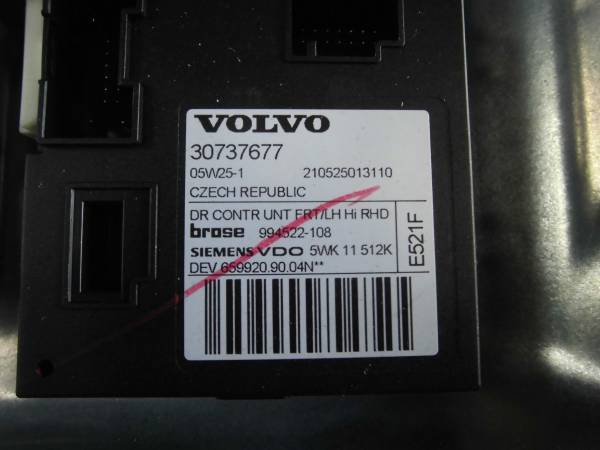 VOLVO
30737677
05W25-1 210525013110
CZECH REPUBLIC
DR CONTR UNT FRT/LH Hi RHD
brose 994522-108
SIEMENS VDO 5WK 11 512K
DEV 659920.90.04N**
E521F